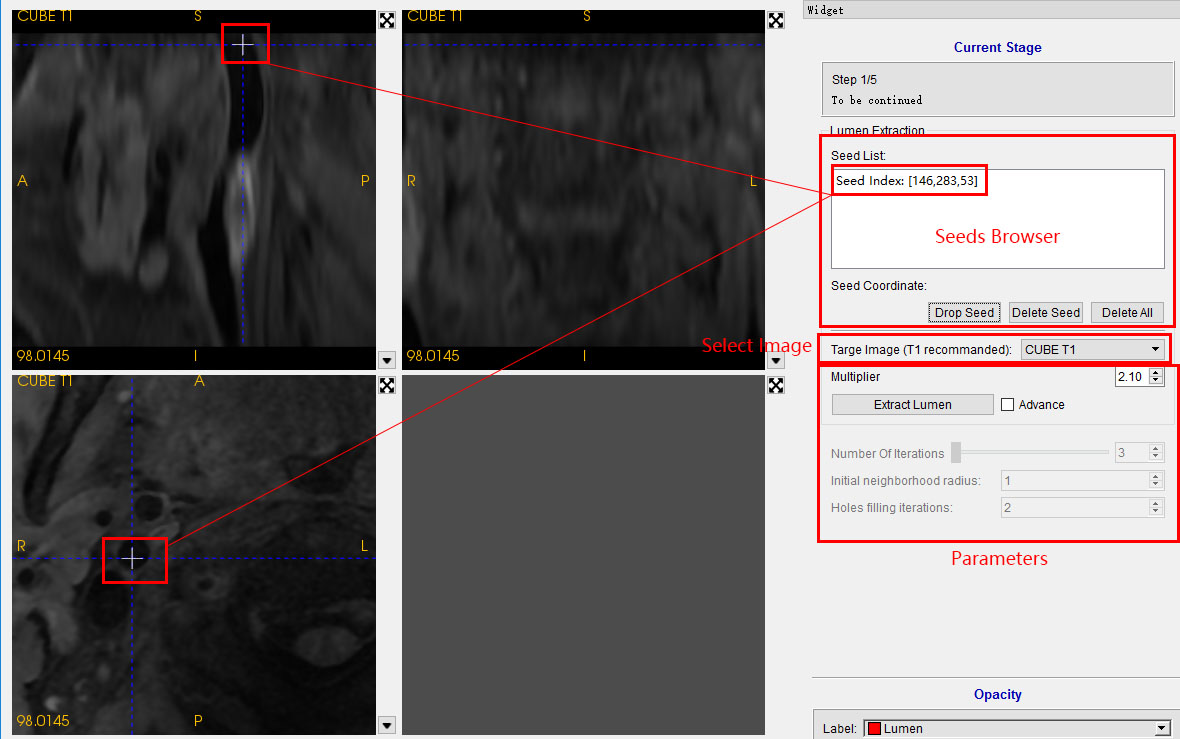 CUBE T1
S
A
P
98.0145
I
CUBE T1
S
R
L
98.0145
I
CUBE T1
A
R
L
98.0145
P
Widget
Current Stage
Step 1/5
To be continued
Lumen Extraction
Seed List:
Seed Index: [146,283,53]
Seeds Browser
Seed Coordinate:
Drop Seed Delete Seed Delete All
Select Image
Targe Image (T1 recommanded): CUBE T1
Multiplier 2.10
Extract Lumen Advance
Number Of Iterations 3
Initial neighborhood radius: 1
Holes filling iterations: 2
Parameters
Opacity
Label: Lumen